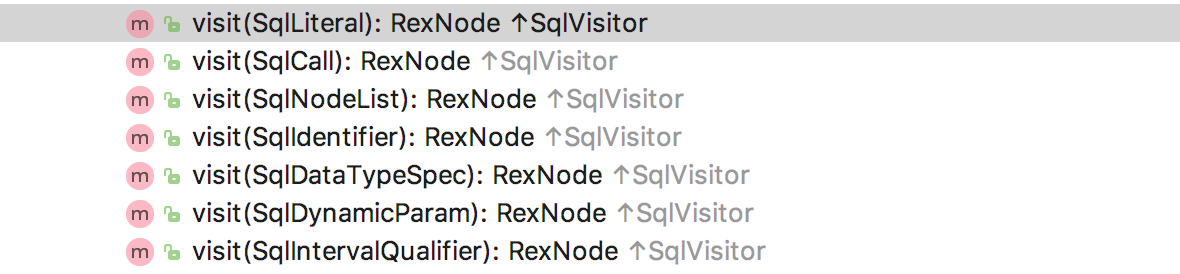 m visit(SqlLiteral): RexNode ↑SqlVisitor
m visit(SqlCall): RexNode ↑SqlVisitor
m visit(SqlNodeList): RexNode ↑SqlVisitor
m visit(SqlIdentifier): RexNode ↑SqlVisitor
m visit(SqlDataTypeSpec): RexNode ↑SqlVisitor
m visit(SqlDynamicParam): RexNode ↑SqlVisitor
m visit(SqlIntervalQualifier): RexNode ↑SqlVisitor